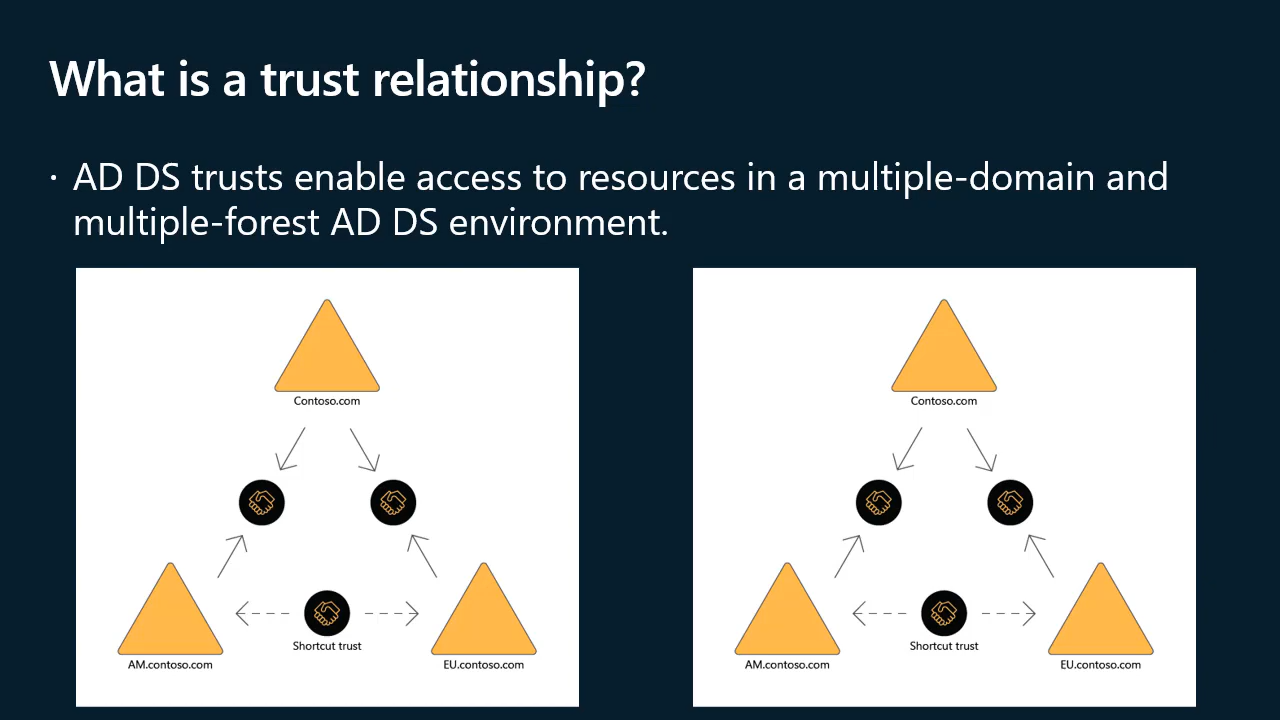 What is a trust relationship?
· AD DS trusts enable access to resources in a multiple-domain and
multiple-forest AD DS environment.
Contoso.com
Shortcut trust
AM.contoso.com
EU.contoso.com
Contoso.com
Shortcut trust
AM.contoso.com
EU.contoso.com